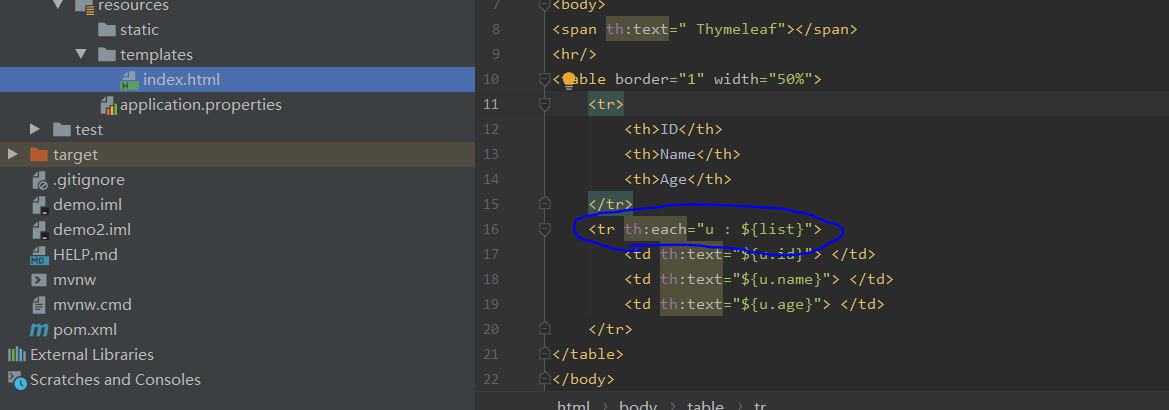 resources
static
templates
index.html
application.properties
test
target
.gitignore
demo.iml
demo2.iml
HELP.md
mvnw
mvnw.cmd
pom.xml
External Libraries
Scratches and Consoles
7 <body>
8 <span th:text=" Thymeleaf"></span>
9 <hr/>
10 <table border="1" width="50%">
11 <tr>
12 <th>ID</th>
13 <th>Name</th>
14 <th>Age</th>
15 </tr>
16 <tr th:each="u : ${list}">
17 <td th:text="${u.id}"> </td>
18 <td th:text="${u.name}"> </td>
19 <td th:text="${u.age}"> </td>
20 </tr>
21 </table>
22 </body>
html › body › table › tr